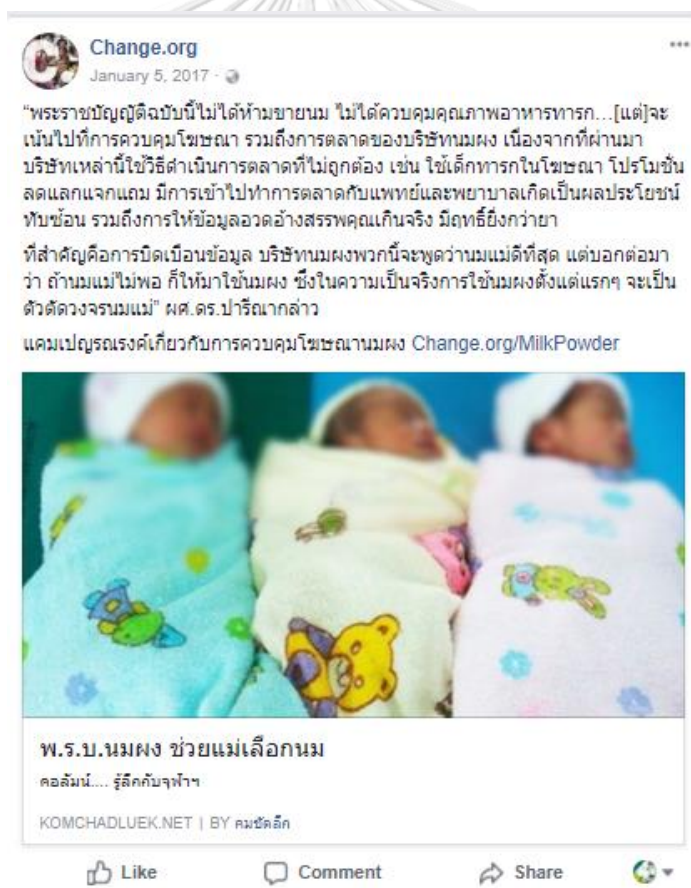 Change.org
January 5, 2017
“พระราชบัญญัติฉบับนี้ไม่ได้ห้ามขายนม ไม่ได้ควบคุมคุณภาพอาหารทารก…[แต่]จะ
เน้นไปที่การควบคุมโฆษณา รวมถึงการตลาดของบริษัทนมผง เนื่องจากที่ผ่านมา
บริษัทเหล่านี้ใช้วิธีดำเนินการตลาดที่ไม่ถูกต้อง เช่น ใช้เด็กทารกในโฆษณา โปรโมชั่น
ลดแลกแจกแถม มีการเข้าไปทำการตลาดกับแพทย์และพยาบาลเกิดเป็นผลประโยชน์
ทับซ้อน รวมถึงการให้ข้อมูลอวดอ้างสรรพคุณเกินจริง มีฤทธิ์ยิ่งกว่ายา
ที่สำคัญคือการบิดเบือนข้อมูล บริษัทนมผงพวกนี้จะพูดว่านมแม่ดีที่สุด แต่บอกต่อมา
ว่า ถ้านมแม่ไม่พอ ก็ให้มาใช้นมผง ซึ่งในความเป็นจริงการใช้นมผงตั้งแต่แรกๆ จะเป็น
ตัวตัดวงจรนมแม่” ผศ.ดร.ปารีณากล่าว
แคมเปญรณรงค์เกี่ยวกับการควบคุมโฆษณานมผง Change.org/MilkPowder
พ.ร.บ.นมผง ช่วยแม่เลือกนม
คอลัมน์.... รู้ลึกกับจุฬาฯ
KOMCHADLUEK.NET | BY คมชัดลึก
Like Comment Share